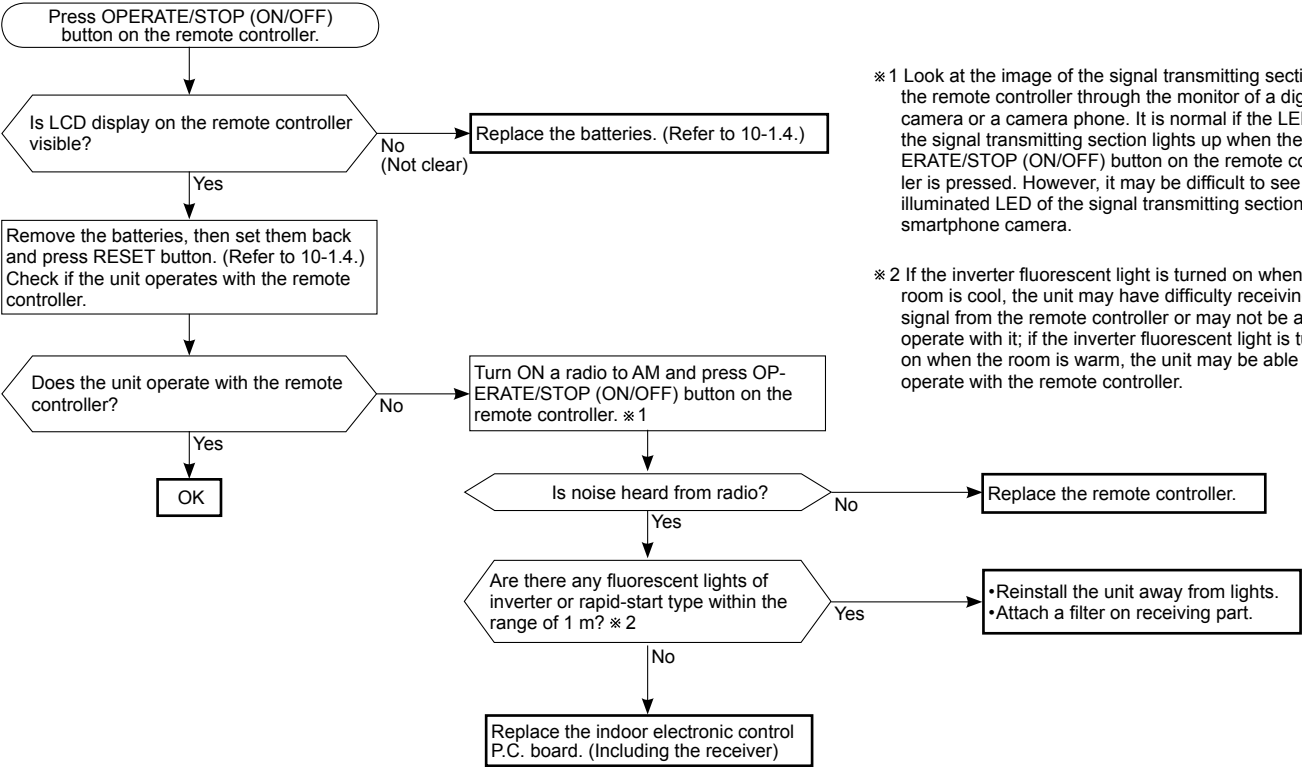 Press OPERATE/STOP (ON/OFF)
button on the remote controller.
Is LCD display on the remote controller
visible?
No
(Not clear)
Replace the batteries. (Refer to 10-1.4.)
Yes
Remove the batteries, then set them back
and press RESET button. (Refer to 10-1.4.)
Check if the unit operates with the remote
controller.
Does the unit operate with the remote
controller?
No
Yes
OK
Turn ON a radio to AM and press OP-
ERATE/STOP (ON/OFF) button on the
remote controller. ※1
Is noise heard from radio?
No
Replace the remote controller.
Yes
Are there any fluorescent lights of
inverter or rapid-start type within the
range of 1 m? ※2
Yes
•Reinstall the unit away from lights.
•Attach a filter on receiving part.
No
Replace the indoor electronic control
P.C. board. (Including the receiver)
※1 Look at the image of the signal transmitting
the remote controller through the monitor of a
camera or a camera phone. It is normal if the
the signal transmitting section lights up when the
ERATE/STOP (ON/OFF) button on the remote
ler is pressed. However, it may be difficult to see
illuminated LED of the signal transmitting section
smartphone camera.
※2 If the inverter fluorescent light is turned on when
room is cool, the unit may have difficulty
signal from the remote controller or may not be
operate with it; if the inverter fluorescent light is
on when the room is warm, the unit may be able
operate with the remote controller.